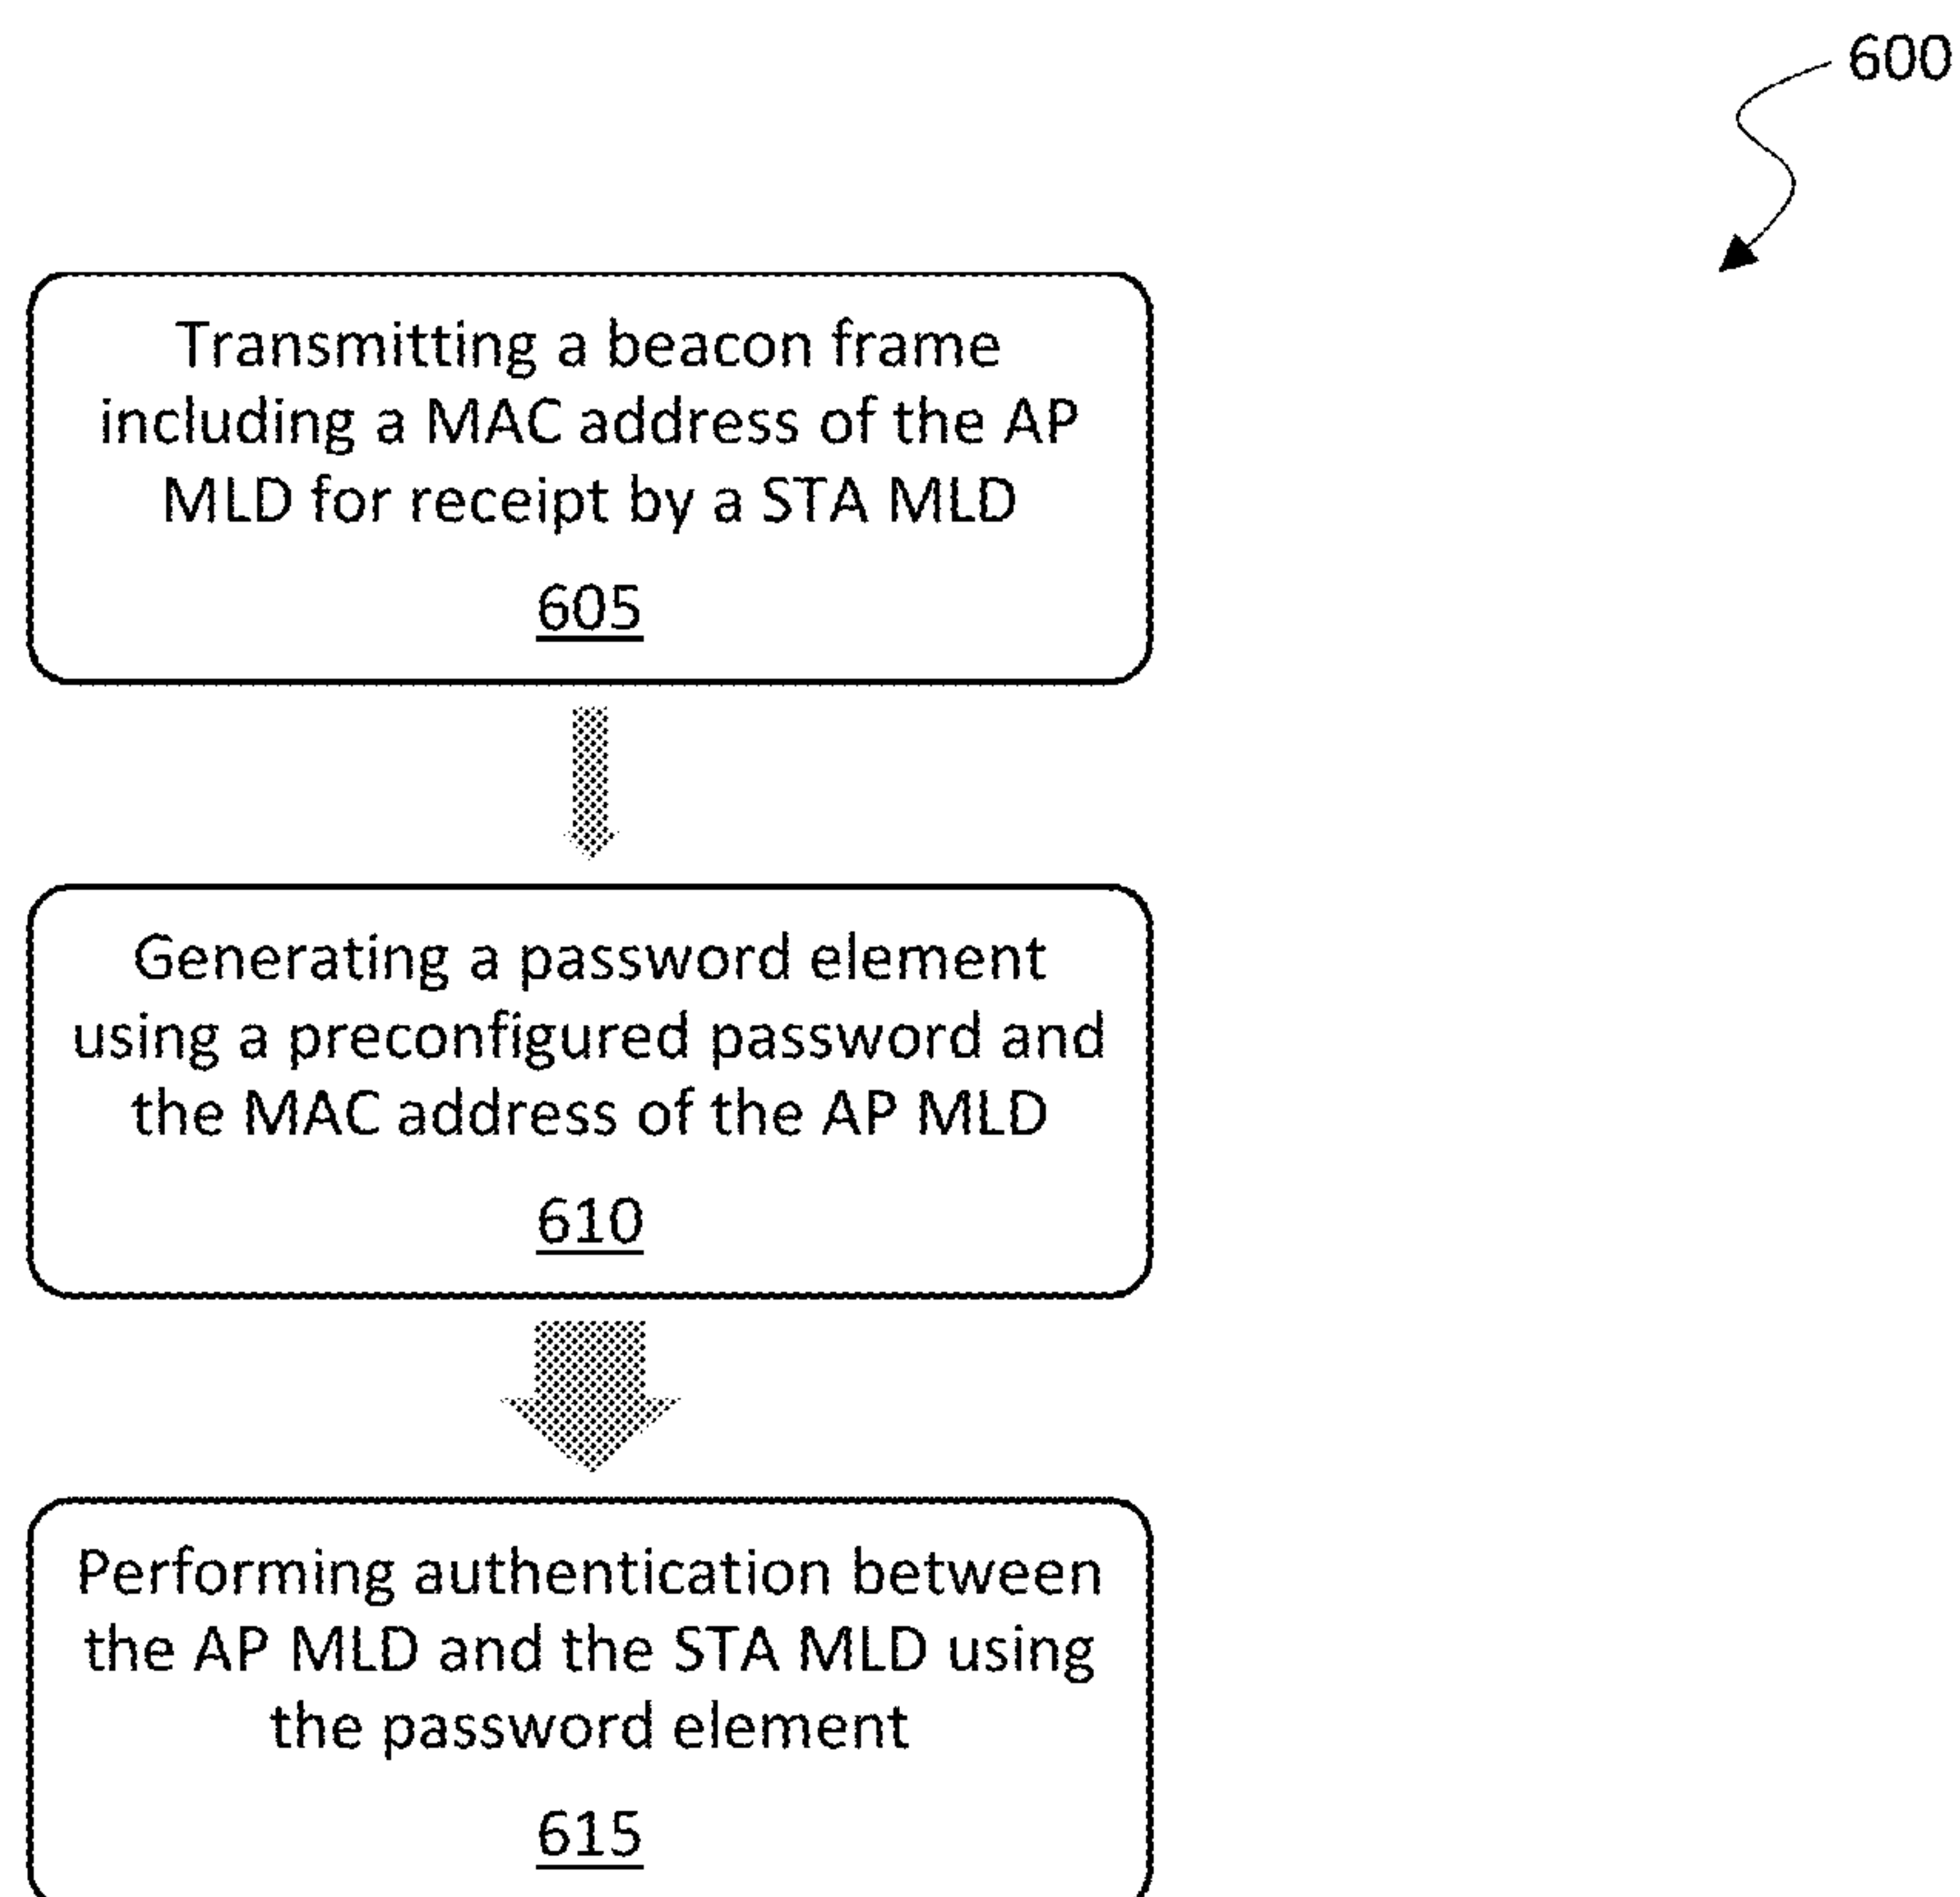 600
Transmitting a beacon frame
including a MAC address of the AP
MLD for receipt by a STA MLD
605
Generating a password element
using a preconfigured password and
the MAC address of the AP MLD
610
Performing authentication between
the AP MLD and the STA MLD using
the password element
615